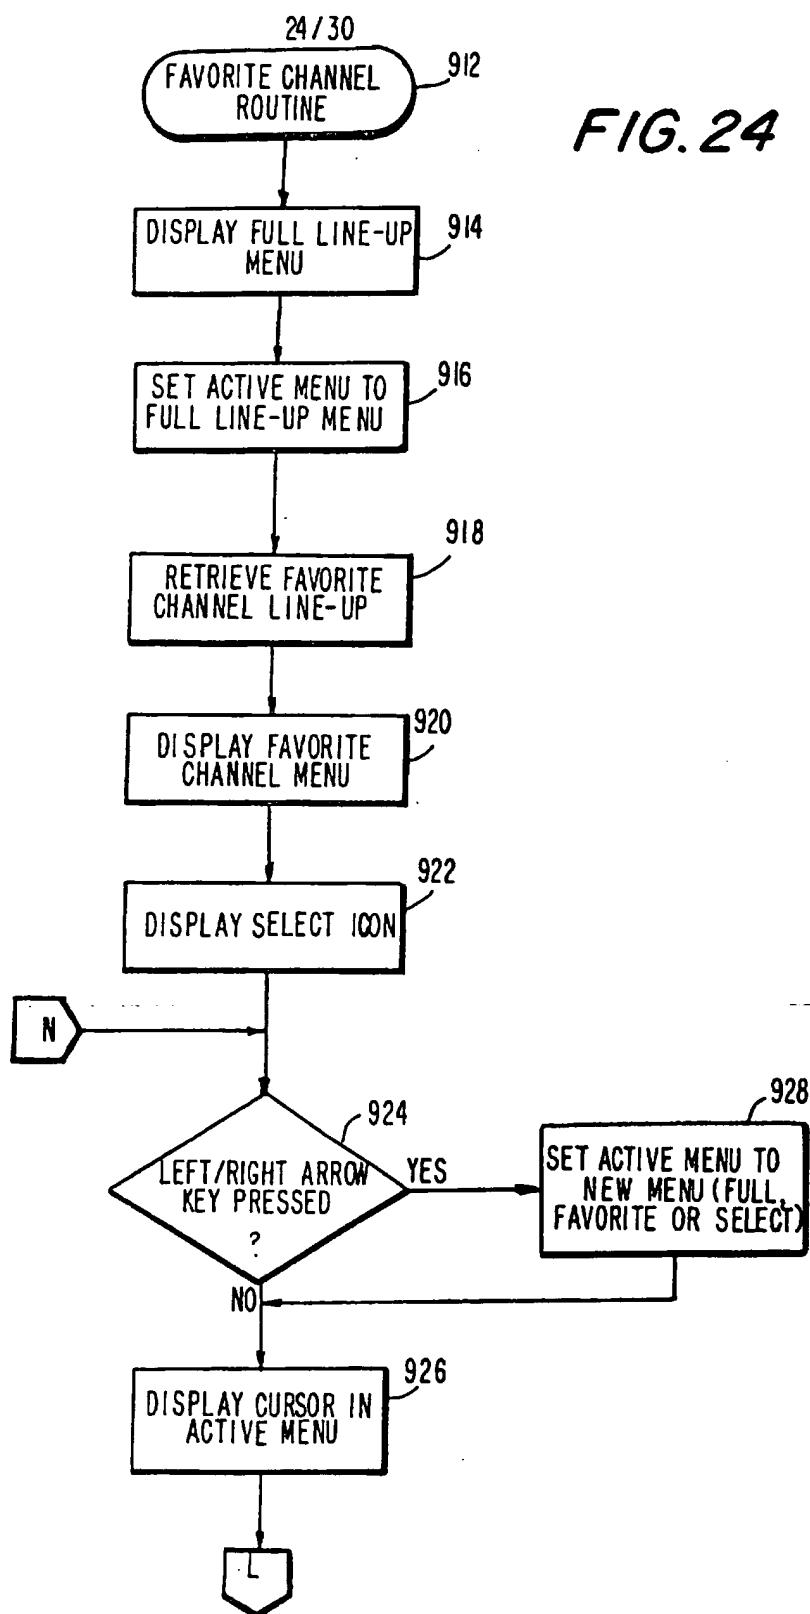 24/30
FAVORITE CHANNEL
ROUTINE
912
FIG. 24
DISPLAY FULL LINE-UP
MENU
914
SET ACTIVE MENU TO
FULL LINE-UP MENU
916
RETRIEVE FAVORITE
CHANNEL LINE-UP
918
DISPLAY FAVORITE
CHANNEL MENU
920
DISPLAY SELECT ICON
922
N
LEFT/RIGHT ARROW
KEY PRESSED
?
924
YES
SET ACTIVE MENU TO
NEW MENU (FULL,
FAVORITE OR SELECT)
928
NO
DISPLAY CURSOR IN
ACTIVE MENU
926
L